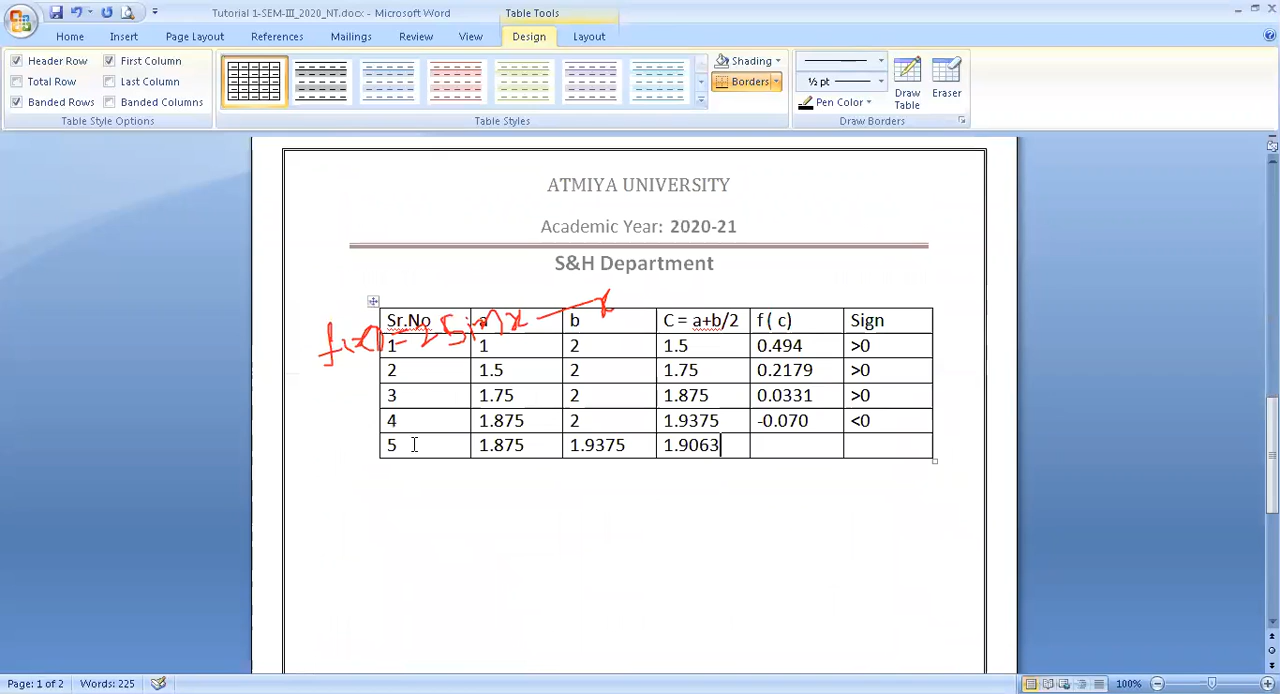 Tutorial 1-SEM-III_2020_NT.docx - Microsoft Word
Table Tools
Home Insert Page Layout References Mailings Review View Design Layout
Header Row First Column
Total Row Last Column
Banded Rows Banded Columns
Table Style Options
Table Styles
Shading
Borders
½ pt
Pen Color
Draw Table
Eraser
Draw Borders
ATMIYA UNIVERSITY
Academic Year: 2020-21
S&H Department
f(x)=2 Sinx - x
Sr.No a b C = a+b/2 f ( c) Sign
1 1 2 1.5 0.494 >0
2 1.5 2 1.75 0.2179 >0
3 1.75 2 1.875 0.0331 >0
4 1.875 2 1.9375 -0.070 <0
5 1.875 1.9375 1.9063
Page: 1 of 2 Words: 225 100%